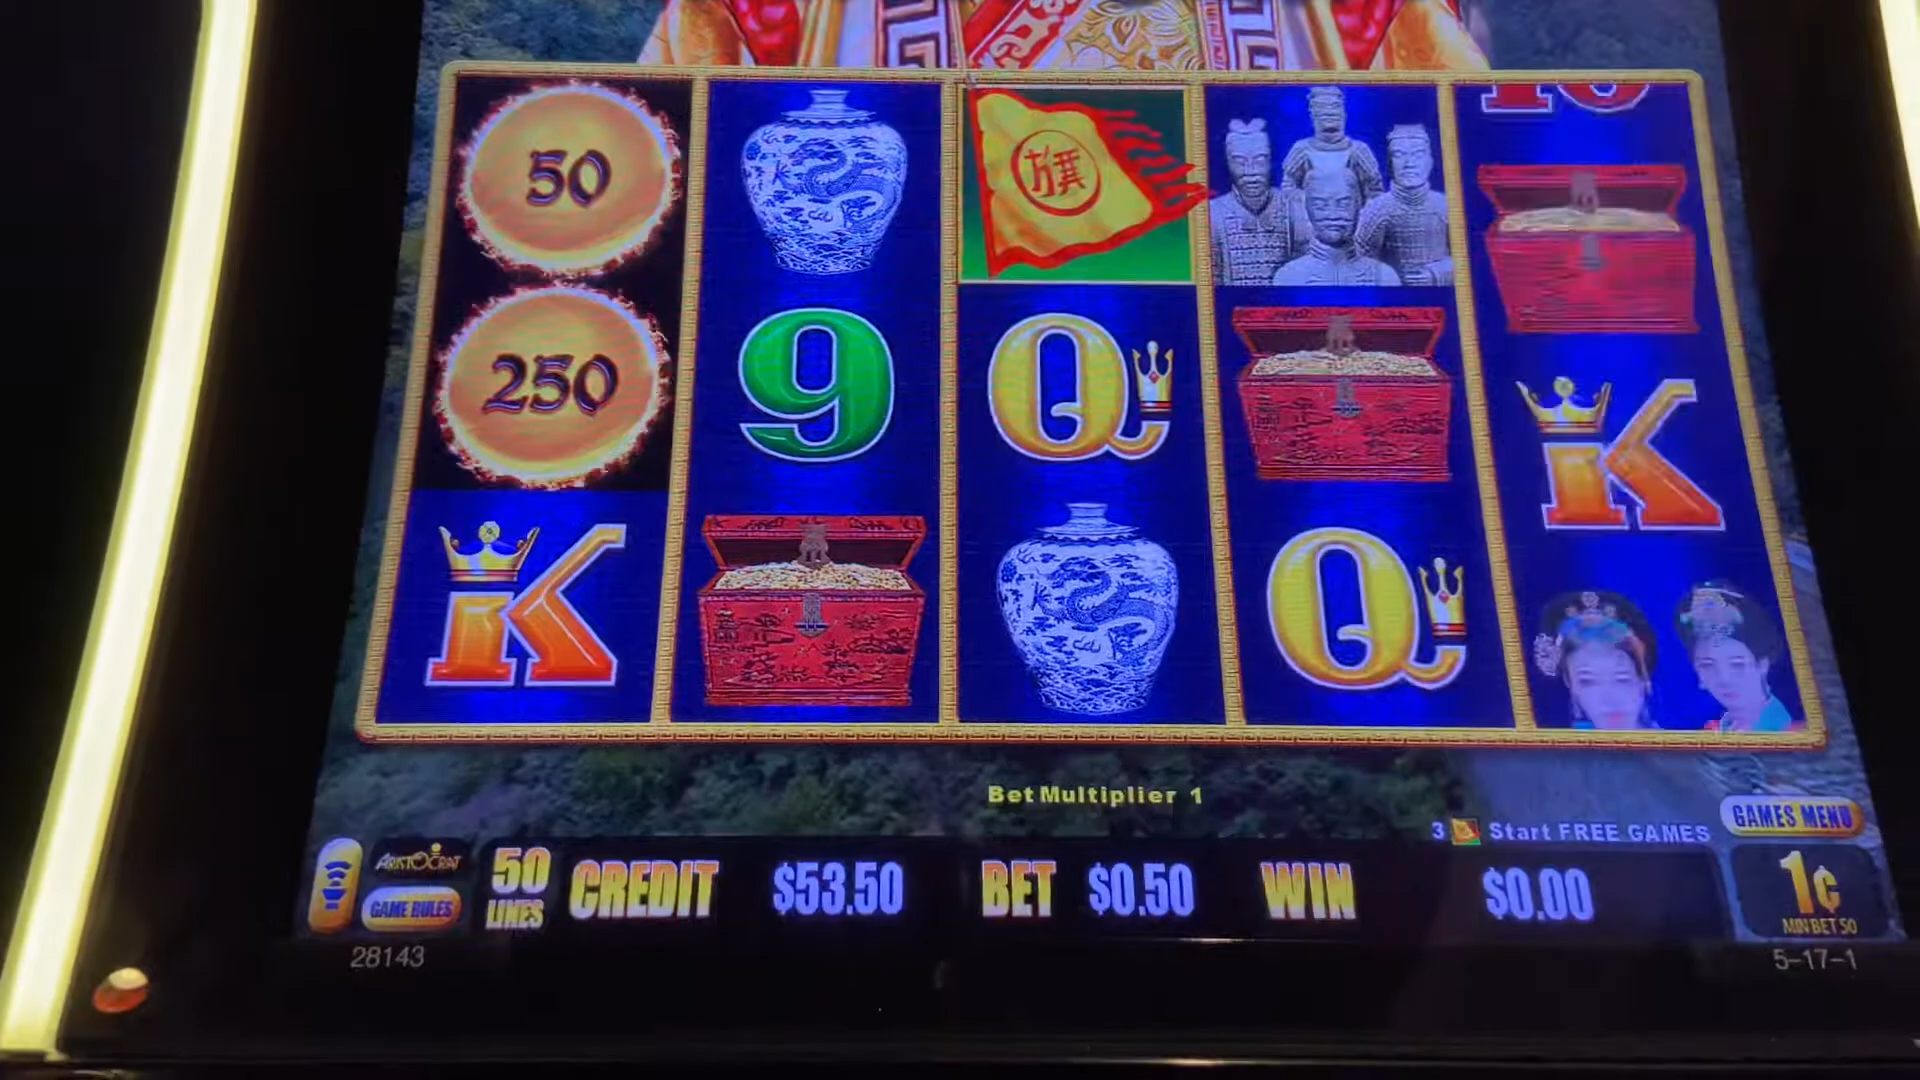 50
旗
10
250
9
Q
K
K
Q
Bet Multiplier 1
3 Start FREE GAMES
GAMES MENU
ARISTOCRAT
GAME RULES
50 LINES
CREDIT $53.50
BET $0.50
WIN $0.00
1¢
MIN BET 50
28143
5-17-1